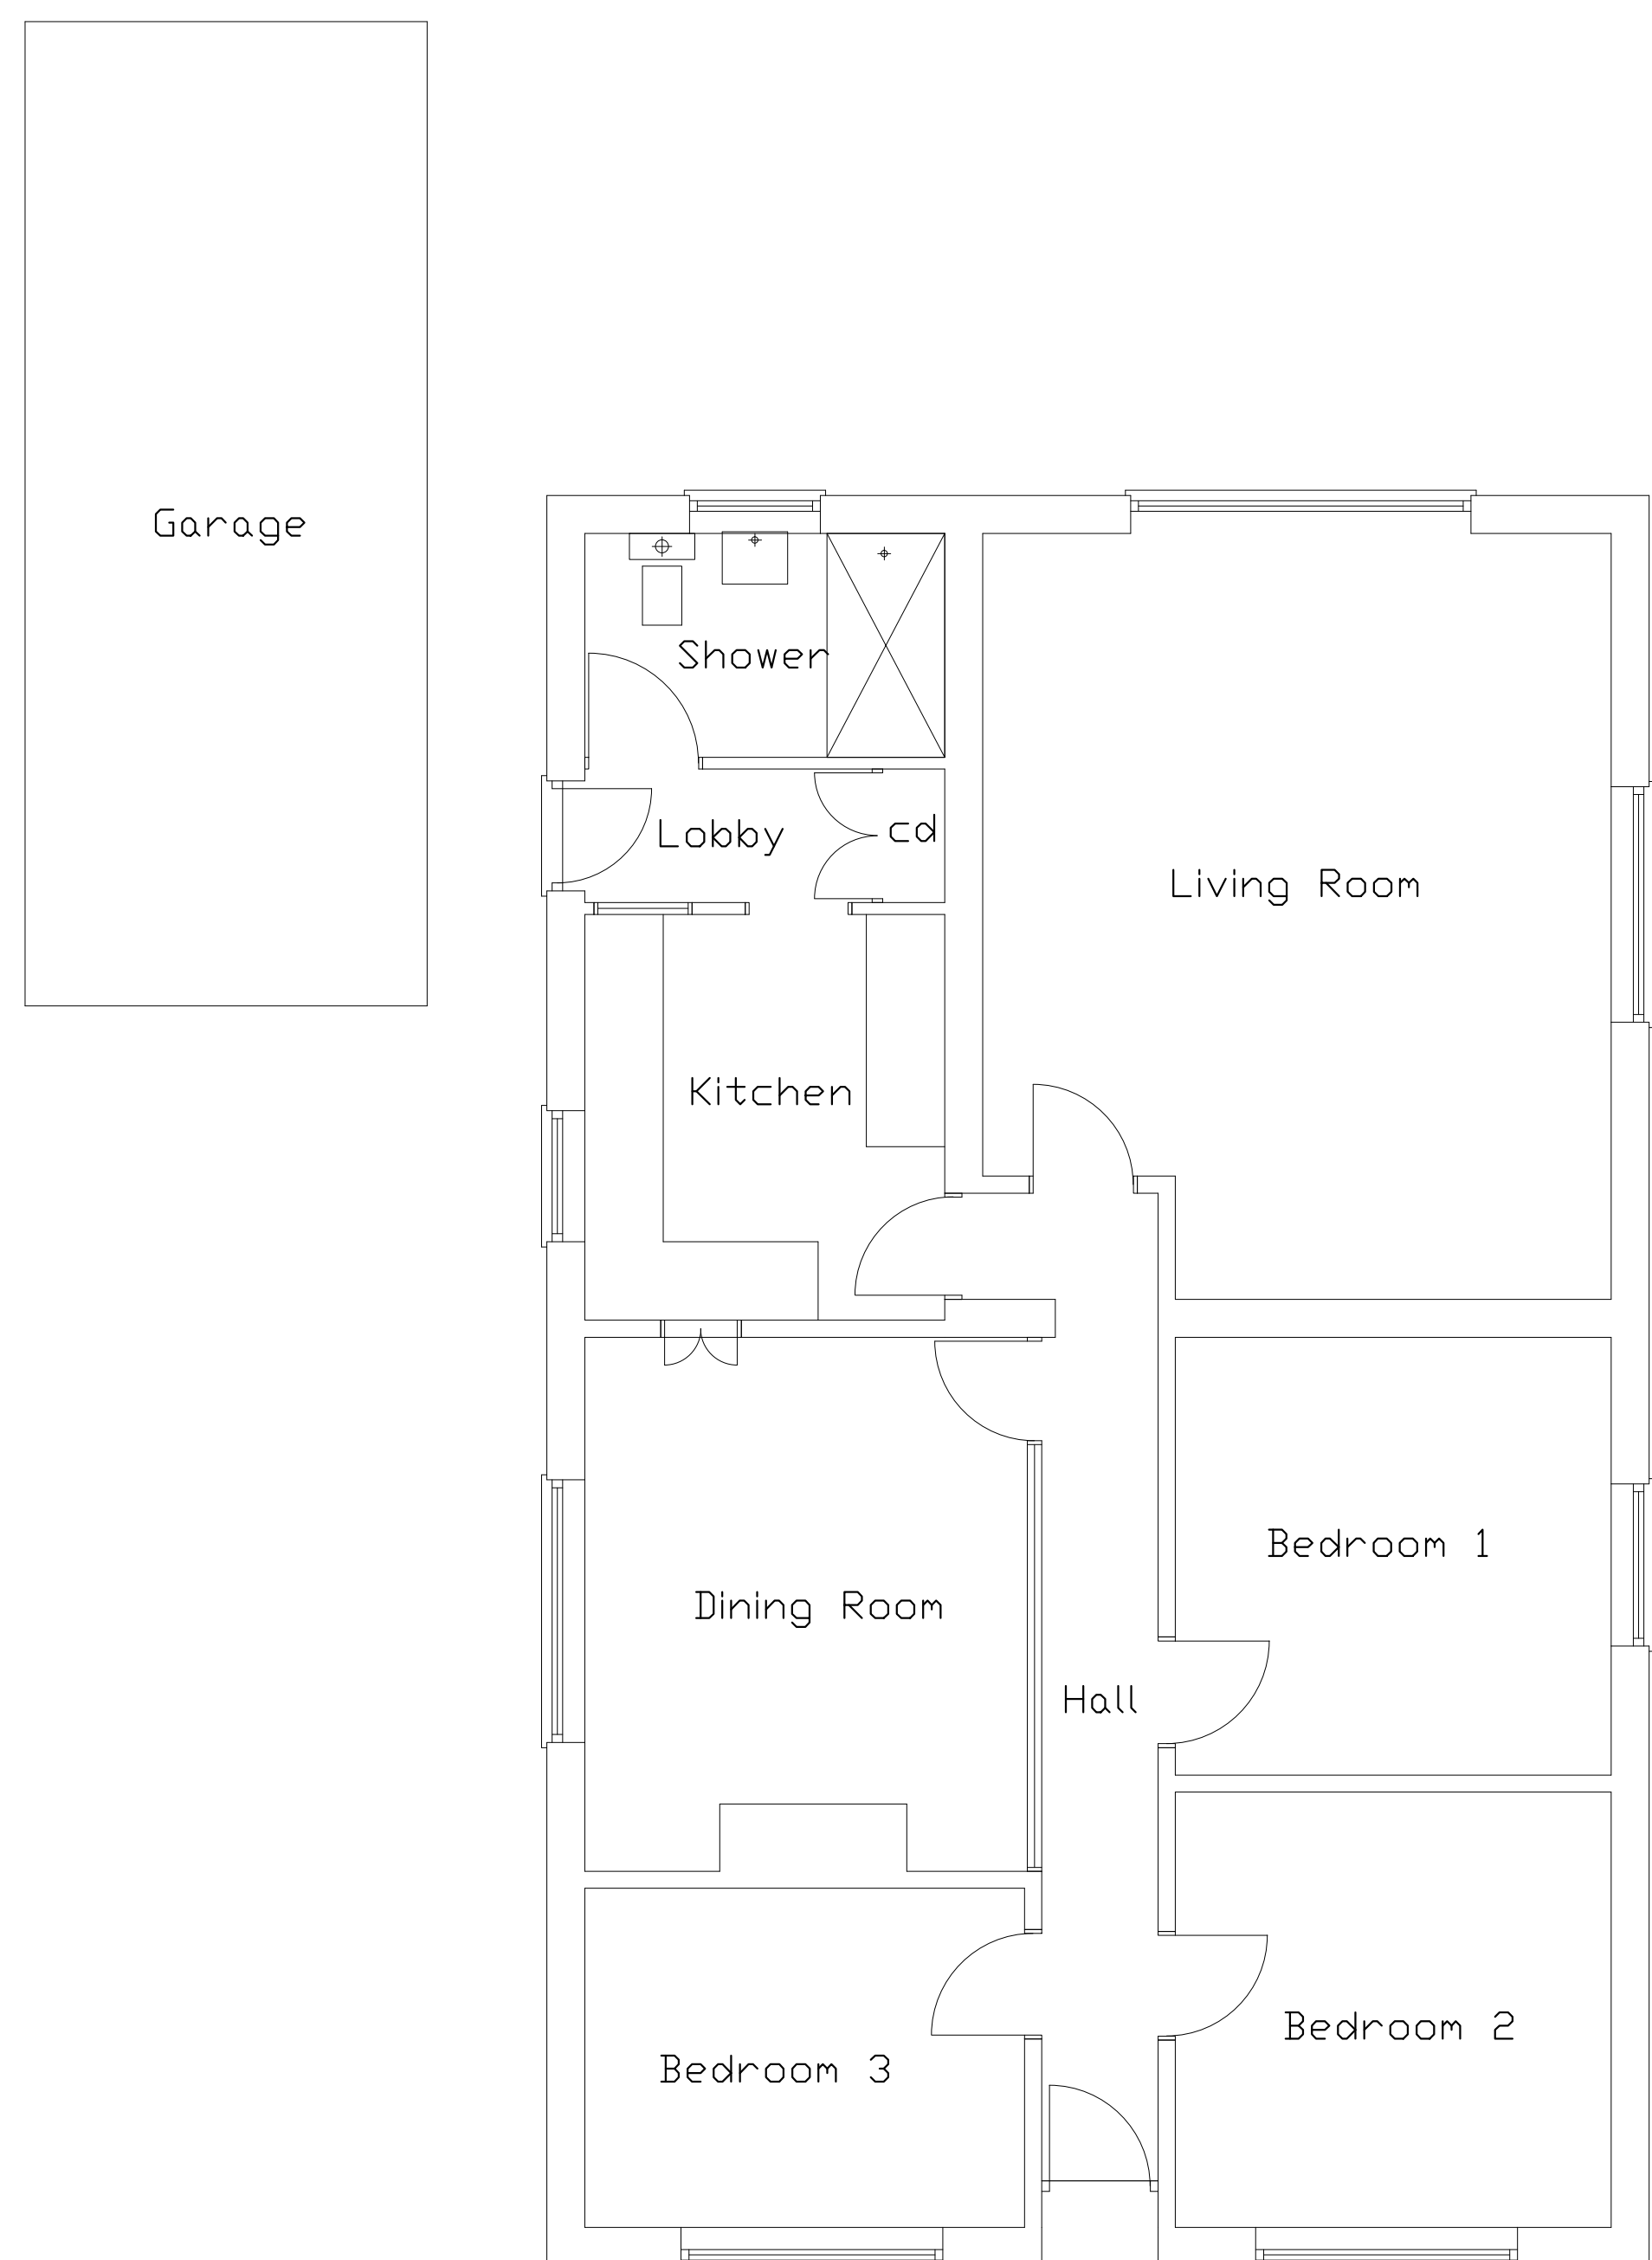 Garage
Shower
Lobby
cd
Living Room
Kitchen
Bedroom 1
Dining Room
Hall
Bedroom 2
Bedroom 3